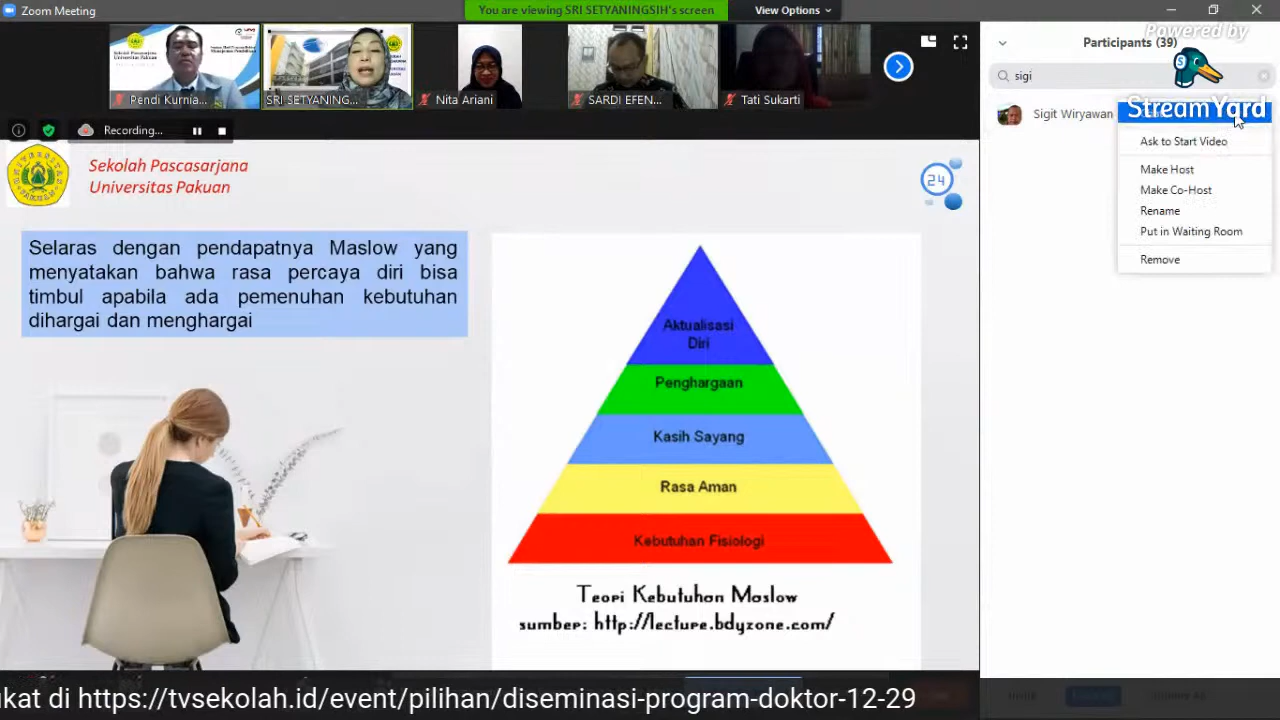 Zoom Meeting
You are viewing SRI SETYANINGSIH's screen
View Options
Participants (39)
Powered by
sigi
StreamYard
Pendi Kurnia...
SRI SETYANING...
Nita Ariani
SARDI EFEN...
Tati Sukarti
Sigit Wiryawan
Recording...
Ask to Start Video
Make Host
Make Co-Host
Rename
Put in Waiting Room
Remove
Sekolah Pascasarjana
Universitas Pakuan
24
Selaras dengan pendapatnya Maslow yang
menyatakan bahwa rasa percaya diri bisa
timbul apabila ada pemenuhan kebutuhan
dihargai dan menghargai
Aktualisasi
Diri
Penghargaan
Kasih Sayang
Rasa Aman
Kebutuhan Fisiologi
Teori Kebutuhan Maslow
sumber: http://lecture.bdyzone.com/
kat di https://tvsekolah.id/event/pilihan/diseminasi-program-doktor-12-29